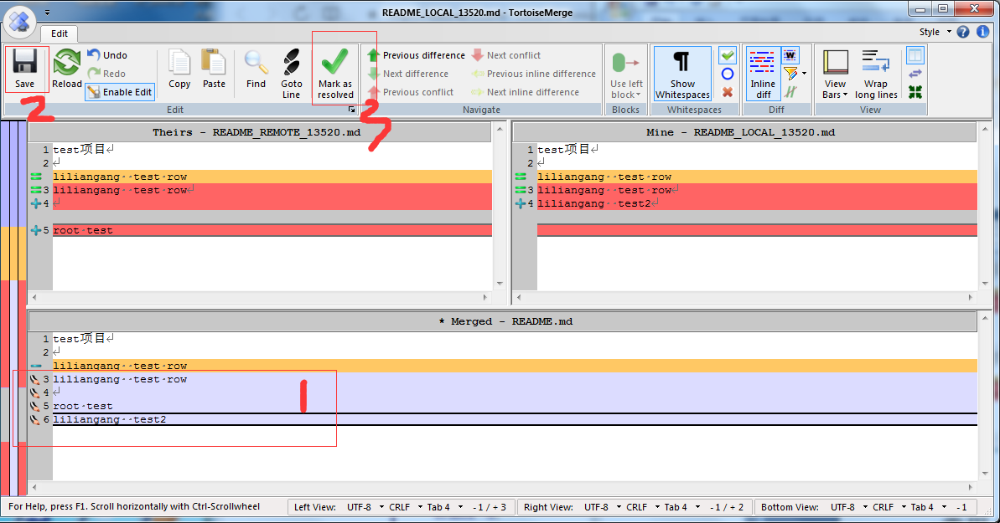 README_LOCAL_13520.md - TortoiseMerge
Edit
Style
Save
Reload
Undo
Redo
Enable Edit
Copy
Paste
Find
Goto Line
Mark as resolved
Previous difference
Next difference
Previous conflict
Next conflict
Previous inline difference
Next inline difference
Use left block
Show Whitespaces
Inline diff
View Bars
Wrap long lines
Edit
Navigate
Blocks
Whitespaces
Diff
View
2
3
Theirs - README_REMOTE_13520.md
1 test项目↵
2 ↵
liliangang··test·row
3 liliangang··test·row↵
4 ↵
5 root·test
Mine - README_LOCAL_13520.md
1 test项目↵
2 ↵
liliangang··test·row
3 liliangang··test·row↵
4 liliangang··test2↵
* Merged - README.md
1 test项目↵
2 ↵
liliangang··test·row
3 liliangang··test·row
4 ↵
5 root·test
6 liliangang··test2
1
For Help, press F1. Scroll horizontally with Ctrl-Scrollwheel
Left View: UTF-8 CRLF Tab 4 - 1 / + 3
Right View: UTF-8 CRLF Tab 4 - 1 / + 2
Bottom View: UTF-8 CRLF Tab 4 - 1